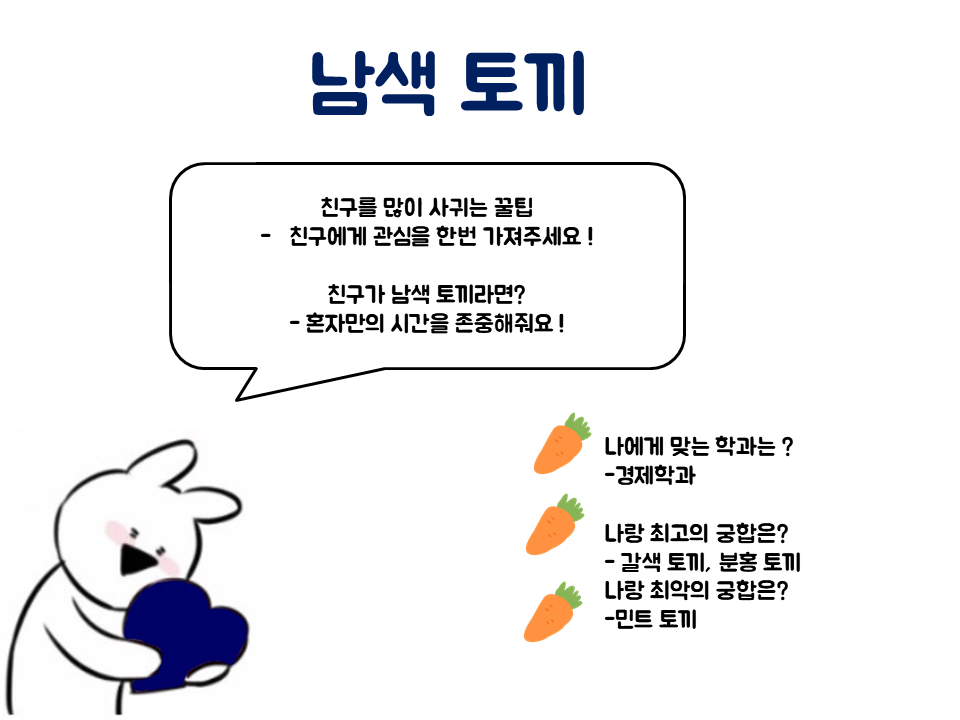 남색 토끼
친구를 많이 사귀는 꿀팁
- 친구에게 관심을 한번 가져주세요!
친구가 남색 토끼라면?
- 혼자만의 시간을 존중해줘요!
나에게 맞는 학과는 ?
-경제학과
나랑 최고의 궁합은?
- 갈색 토끼, 분홍 토끼
나랑 최악의 궁합은?
-민트 토끼